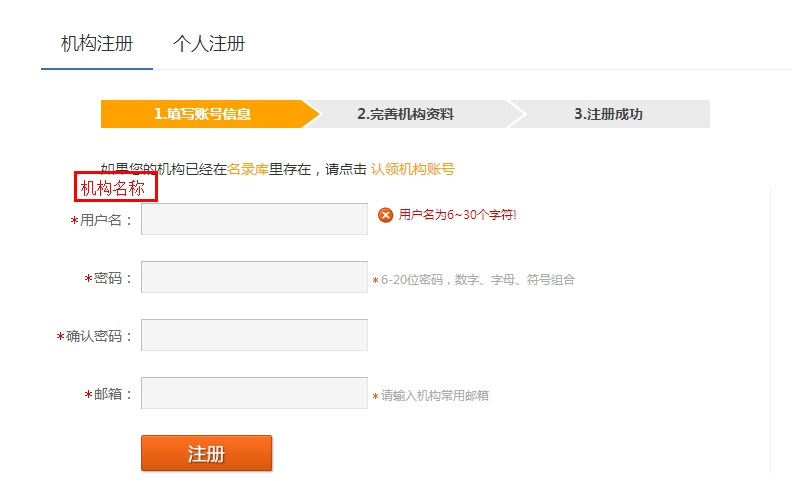 机构注册 个人注册
1.填写账号信息 2.完善机构资料 3.注册成功
如果您的机构已经在名录库里存在，请点击 认领机构账号
机构名称
*用户名： 用户名为6~30个字符!
*密码： *6-20位密码，数字、字母、符号组合
*确认密码：
*邮箱： *请输入机构常用邮箱
注册